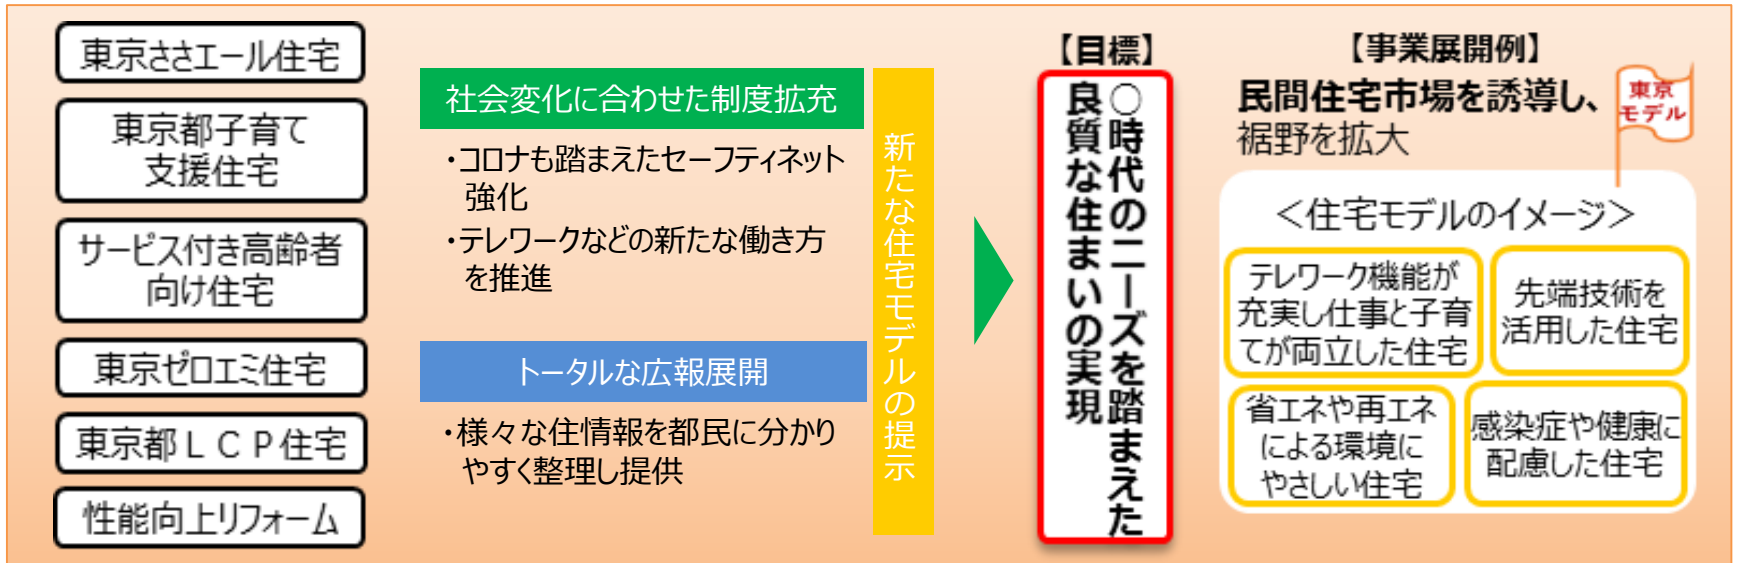 東京ささエール住宅
東京都子育て
支援住宅
サービス付き高齢者
向け住宅
東京ゼロエミ住宅
東京都ＬＣＰ住宅
性能向上リフォーム
社会変化に合わせた制度拡充
・コロナも踏まえたセーフティネット
強化
・テレワークなどの新たな働き方
を推進
トータルな広報展開
・様々な住情報を都民に分かり
やすく整理し提供
新たな住宅モデルの提示
【目標】
○時代のニーズを踏まえた
良質な住まいの実現
【事業展開例】
民間住宅市場を誘導し、
裾野を拡大
東京
モデル
＜住宅モデルのイメージ＞
テレワーク機能が
充実し仕事と子育
てが両立した住宅
先端技術を
活用した住宅
省エネや再エネ
による環境に
やさしい住宅
感染症や健康に
配慮した住宅